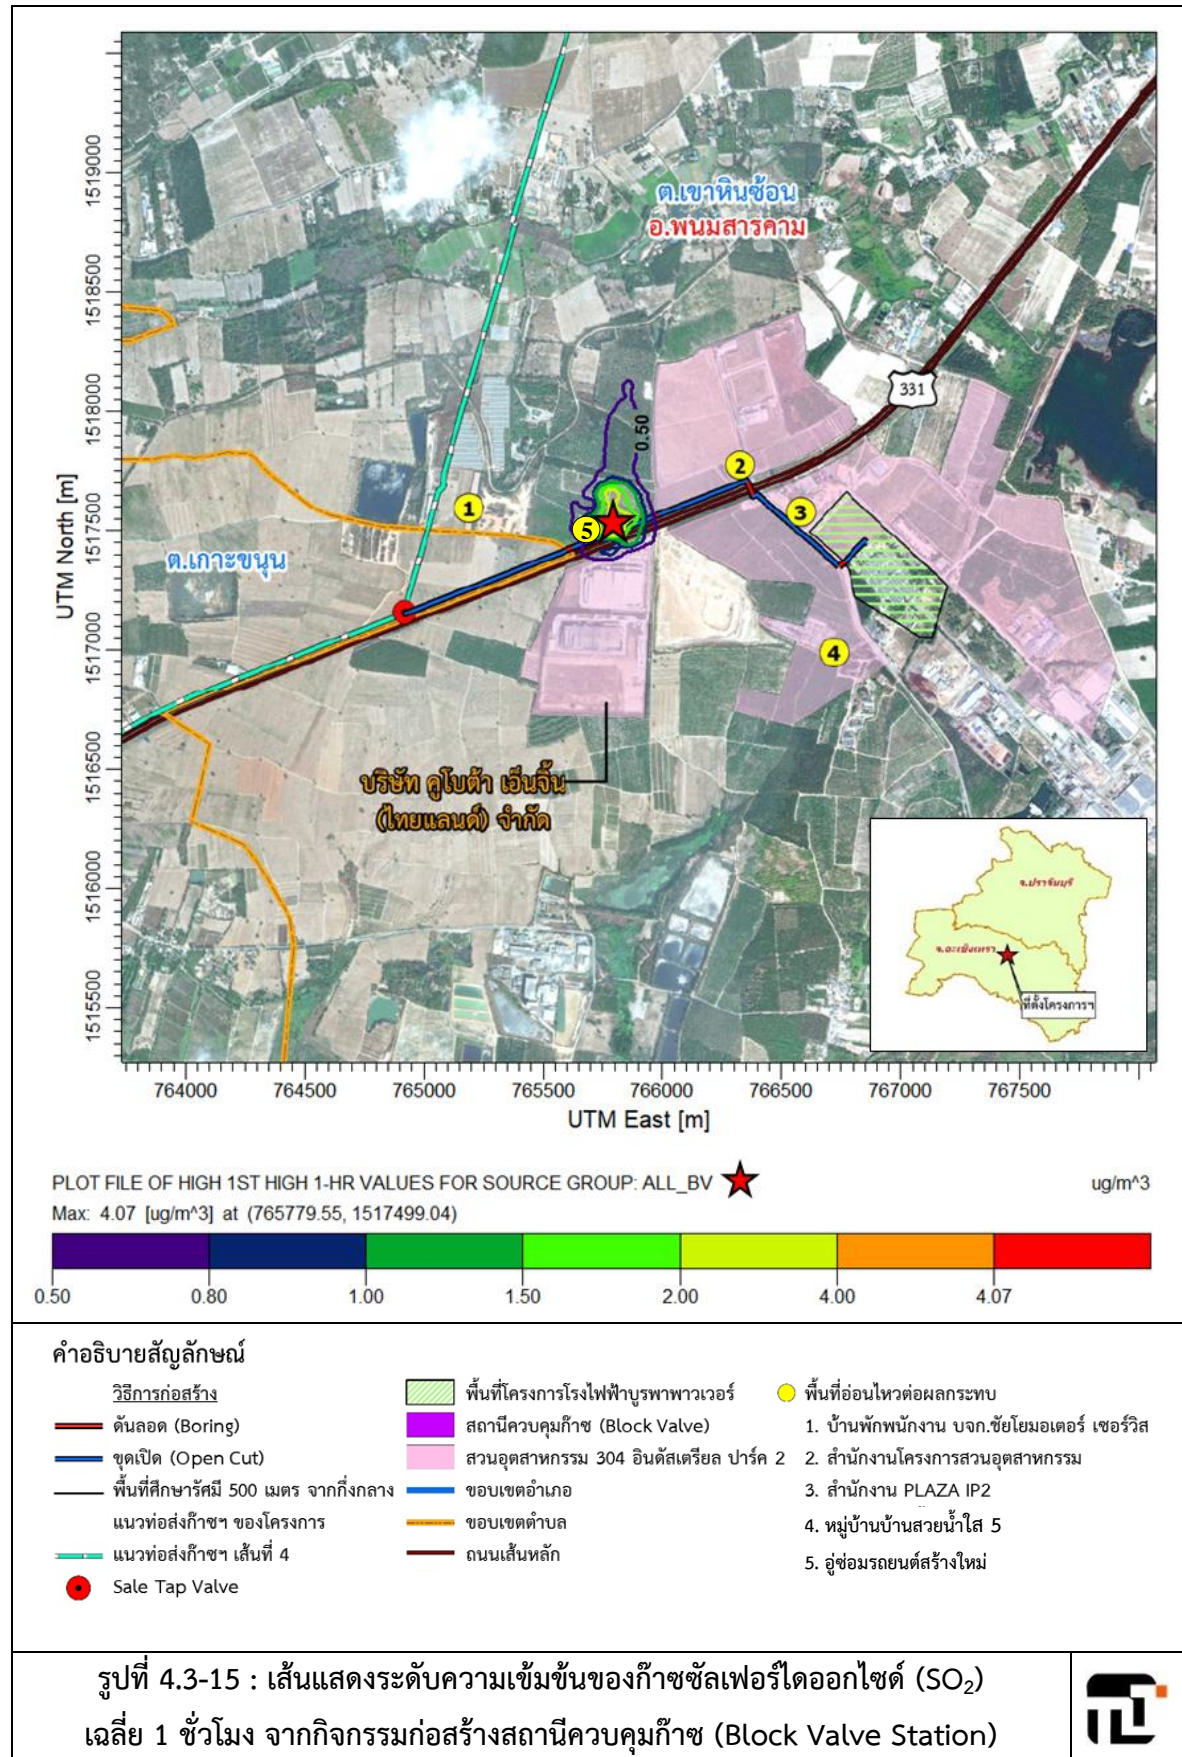 ต.เขาหินซ้อน
อ.พนมสารคาม
331
0.50
ต.เกาะขนุน
1
2
3
4
5
บริษัท คูโบต้า เอ็นจิ้น
(ไทยแลนด์) จำกัด
จ.ปราจีนบุรี
จ.ฉะเชิงเทรา
ที่ตั้งโครงการฯ
UTM North [m]
1519000
1518500
1518000
1517500
1517000
1516500
1516000
1515500
764000 764500 765000 765500 766000 766500 767000 767500
UTM East [m]
PLOT FILE OF HIGH 1ST HIGH 1-HR VALUES FOR SOURCE GROUP: ALL_BV ug/m^3
Max: 4.07 [ug/m^3] at (765779.55, 1517499.04)
0.50 0.80 1.00 1.50 2.00 4.00 4.07
คำอธิบายสัญลักษณ์
วิธีการก่อสร้าง
ดันลอด (Boring)
ขุดเปิด (Open Cut)
พื้นที่ศึกษารัศมี 500 เมตร จากกึ่งกลาง
แนวท่อส่งก๊าซฯ ของโครงการ
แนวท่อส่งก๊าซฯ เส้นที่ 4
Sale Tap Valve
พื้นที่โครงการโรงไฟฟ้าบูรพาพาวเวอร์
สถานีควบคุมก๊าซ (Block Valve)
สวนอุตสาหกรรม 304 อินดัสเตรียล ปาร์ค 2
ขอบเขตอำเภอ
ขอบเขตตำบล
ถนนเส้นหลัก
พื้นที่อ่อนไหวต่อผลกระทบ
1. บ้านพักพนักงาน บจก.ชัยโยมอเตอร์ เซอร์วิส
2. สำนักงานโครงการสวนอุตสาหกรรม
3. สำนักงาน PLAZA IP2
4. หมู่บ้านบ้านสวยน้ำใส 5
5. อู่ซ่อมรถยนต์สร้างใหม่
รูปที่ 4.3-15 : เส้นแสดงระดับความเข้มข้นของก๊าซซัลเฟอร์ไดออกไซด์ (SO₂)
เฉลี่ย 1 ชั่วโมง จากกิจกรรมก่อสร้างสถานีควบคุมก๊าซ (Block Valve Station)